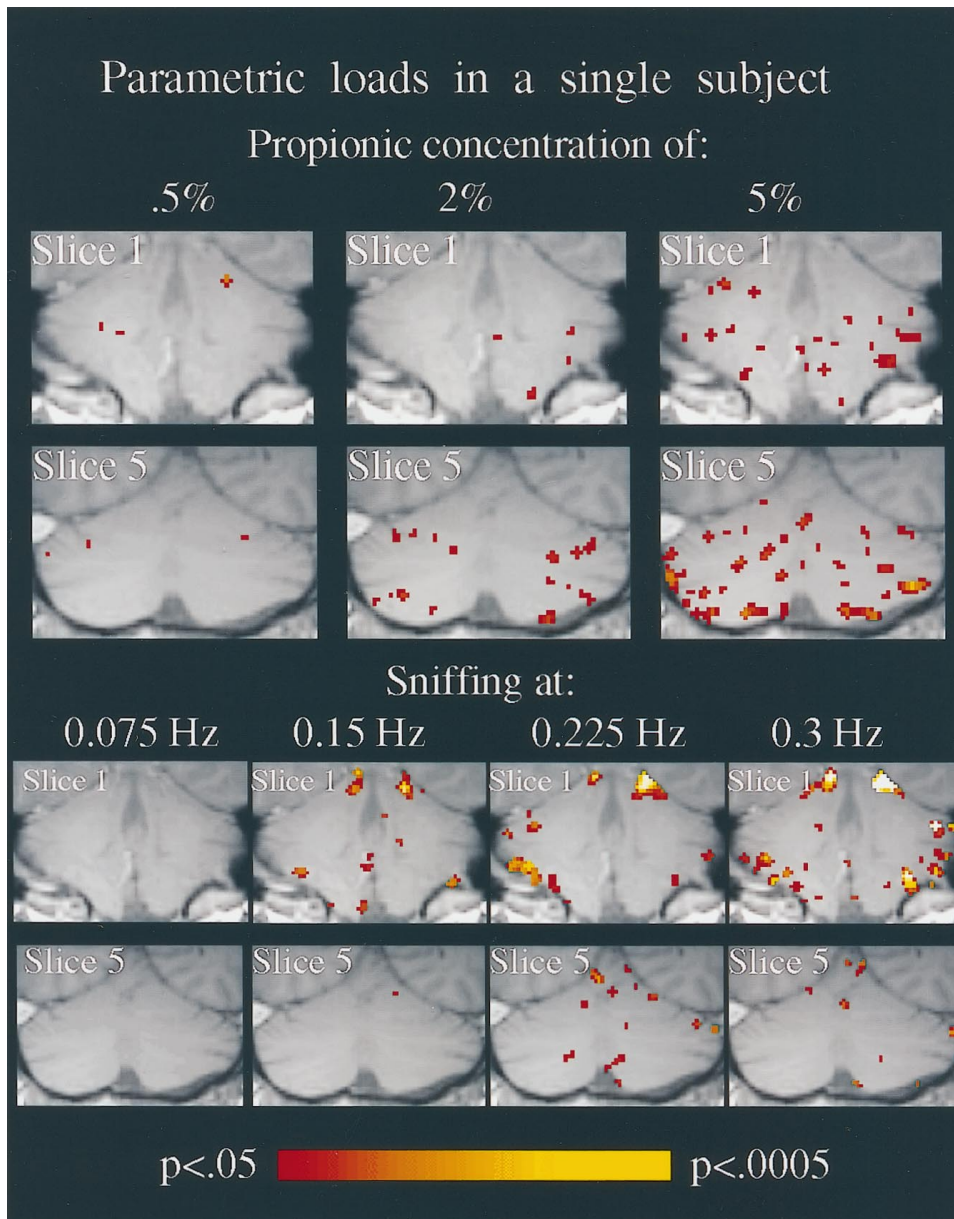 Parametric loads in a single subject
Propionic concentration of:
.5% 2% 5%
Slice 1 Slice 1 Slice 1
Slice 5 Slice 5 Slice 5
Sniffing at:
0.075 Hz 0.15 Hz 0.225 Hz 0.3 Hz
Slice 1 Slice 1 Slice 1 Slice 1
Slice 5 Slice 5 Slice 5 Slice 5
p<.05 p<.0005